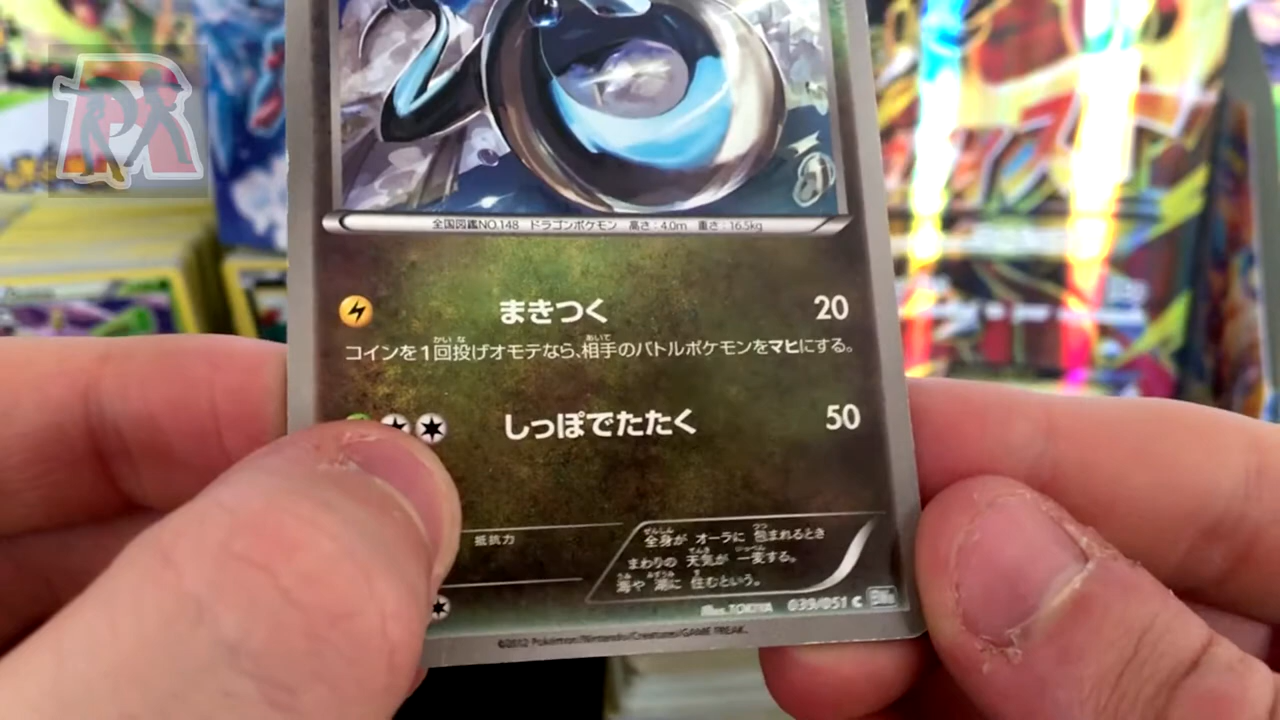 全国図鑑NO.148 ドラゴンポケモン 高さ:4.0m 重さ:16.5kg
まきつく 20
コインを1回投げオモテなら、相手のバトルポケモンをマヒにする。
しっぽでたたく 50
抵抗力
全身が オーラに 包まれるとき
まわりの 天気が 一変する。
海や 湖に 住むという。
illus. TOKIYA 039/051 C
©2012 Pokémon/Nintendo/Creatures/GAME FREAK.